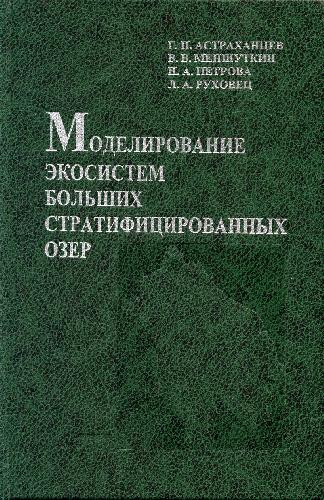 Г. П. АСТРАХАНЦЕВ
В. В. МЕНШУТКИН
Н. А. ПЕТРОВА
Л. А. РУХОВЕЦ
МОДЕЛИРОВАНИЕ
ЭКОСИСТЕМ
БОЛЬШИХ
СТРАТИФИЦИРОВАННЫХ
ОЗЕР